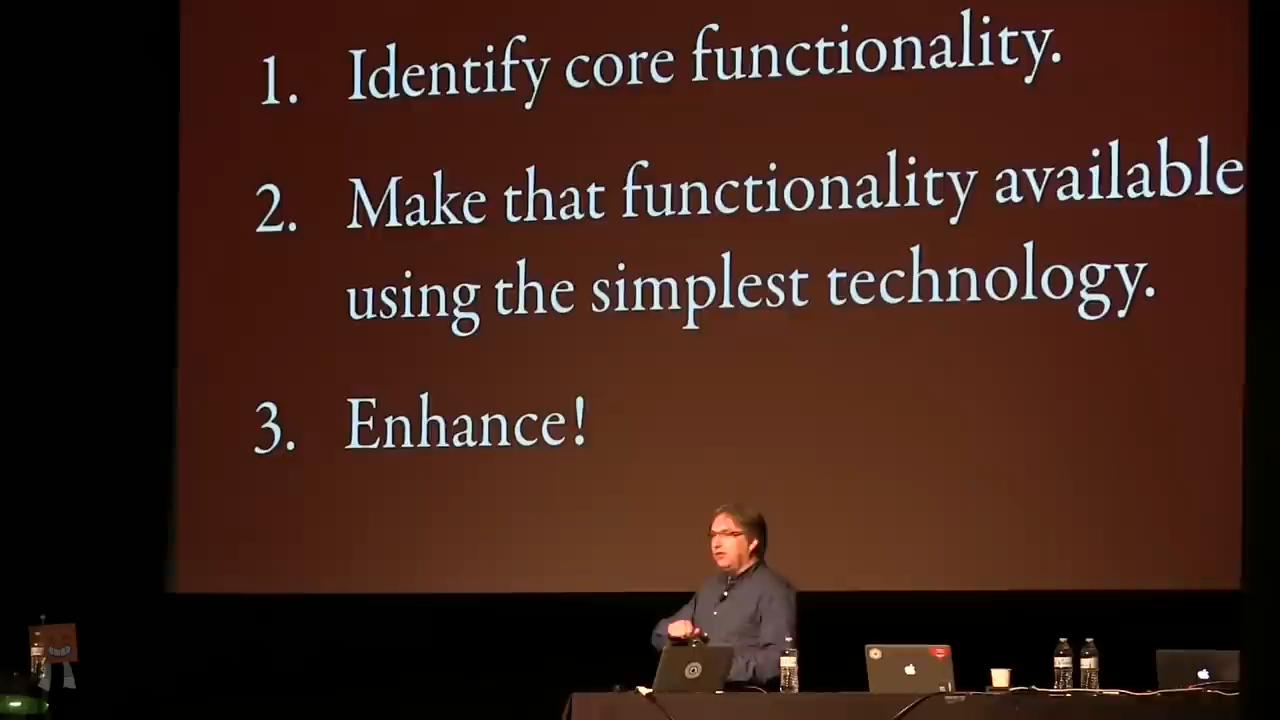 1. Identify core functionality.
2. Make that functionality available
using the simplest technology.
3. Enhance!